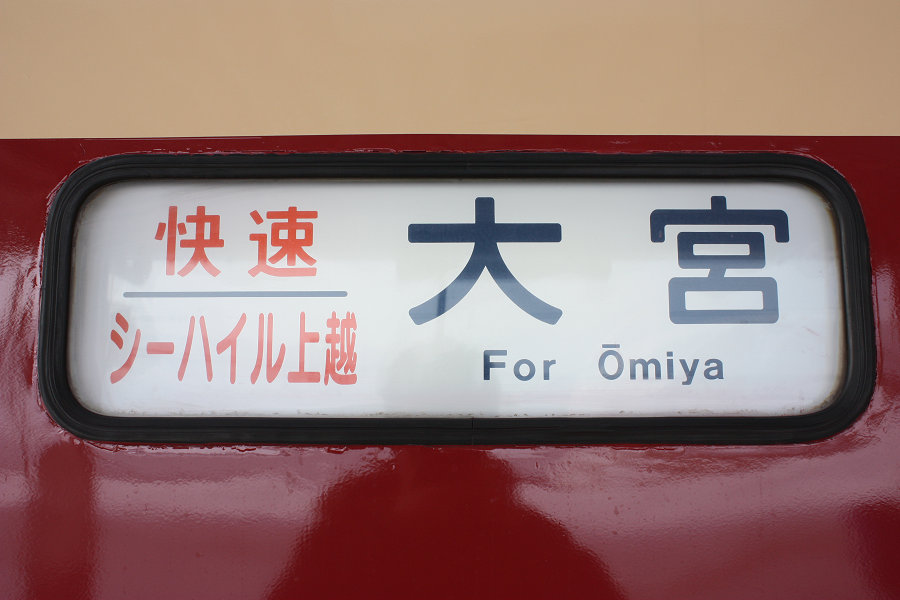 快速
シーハイル上越
大宮
For Ōmiya